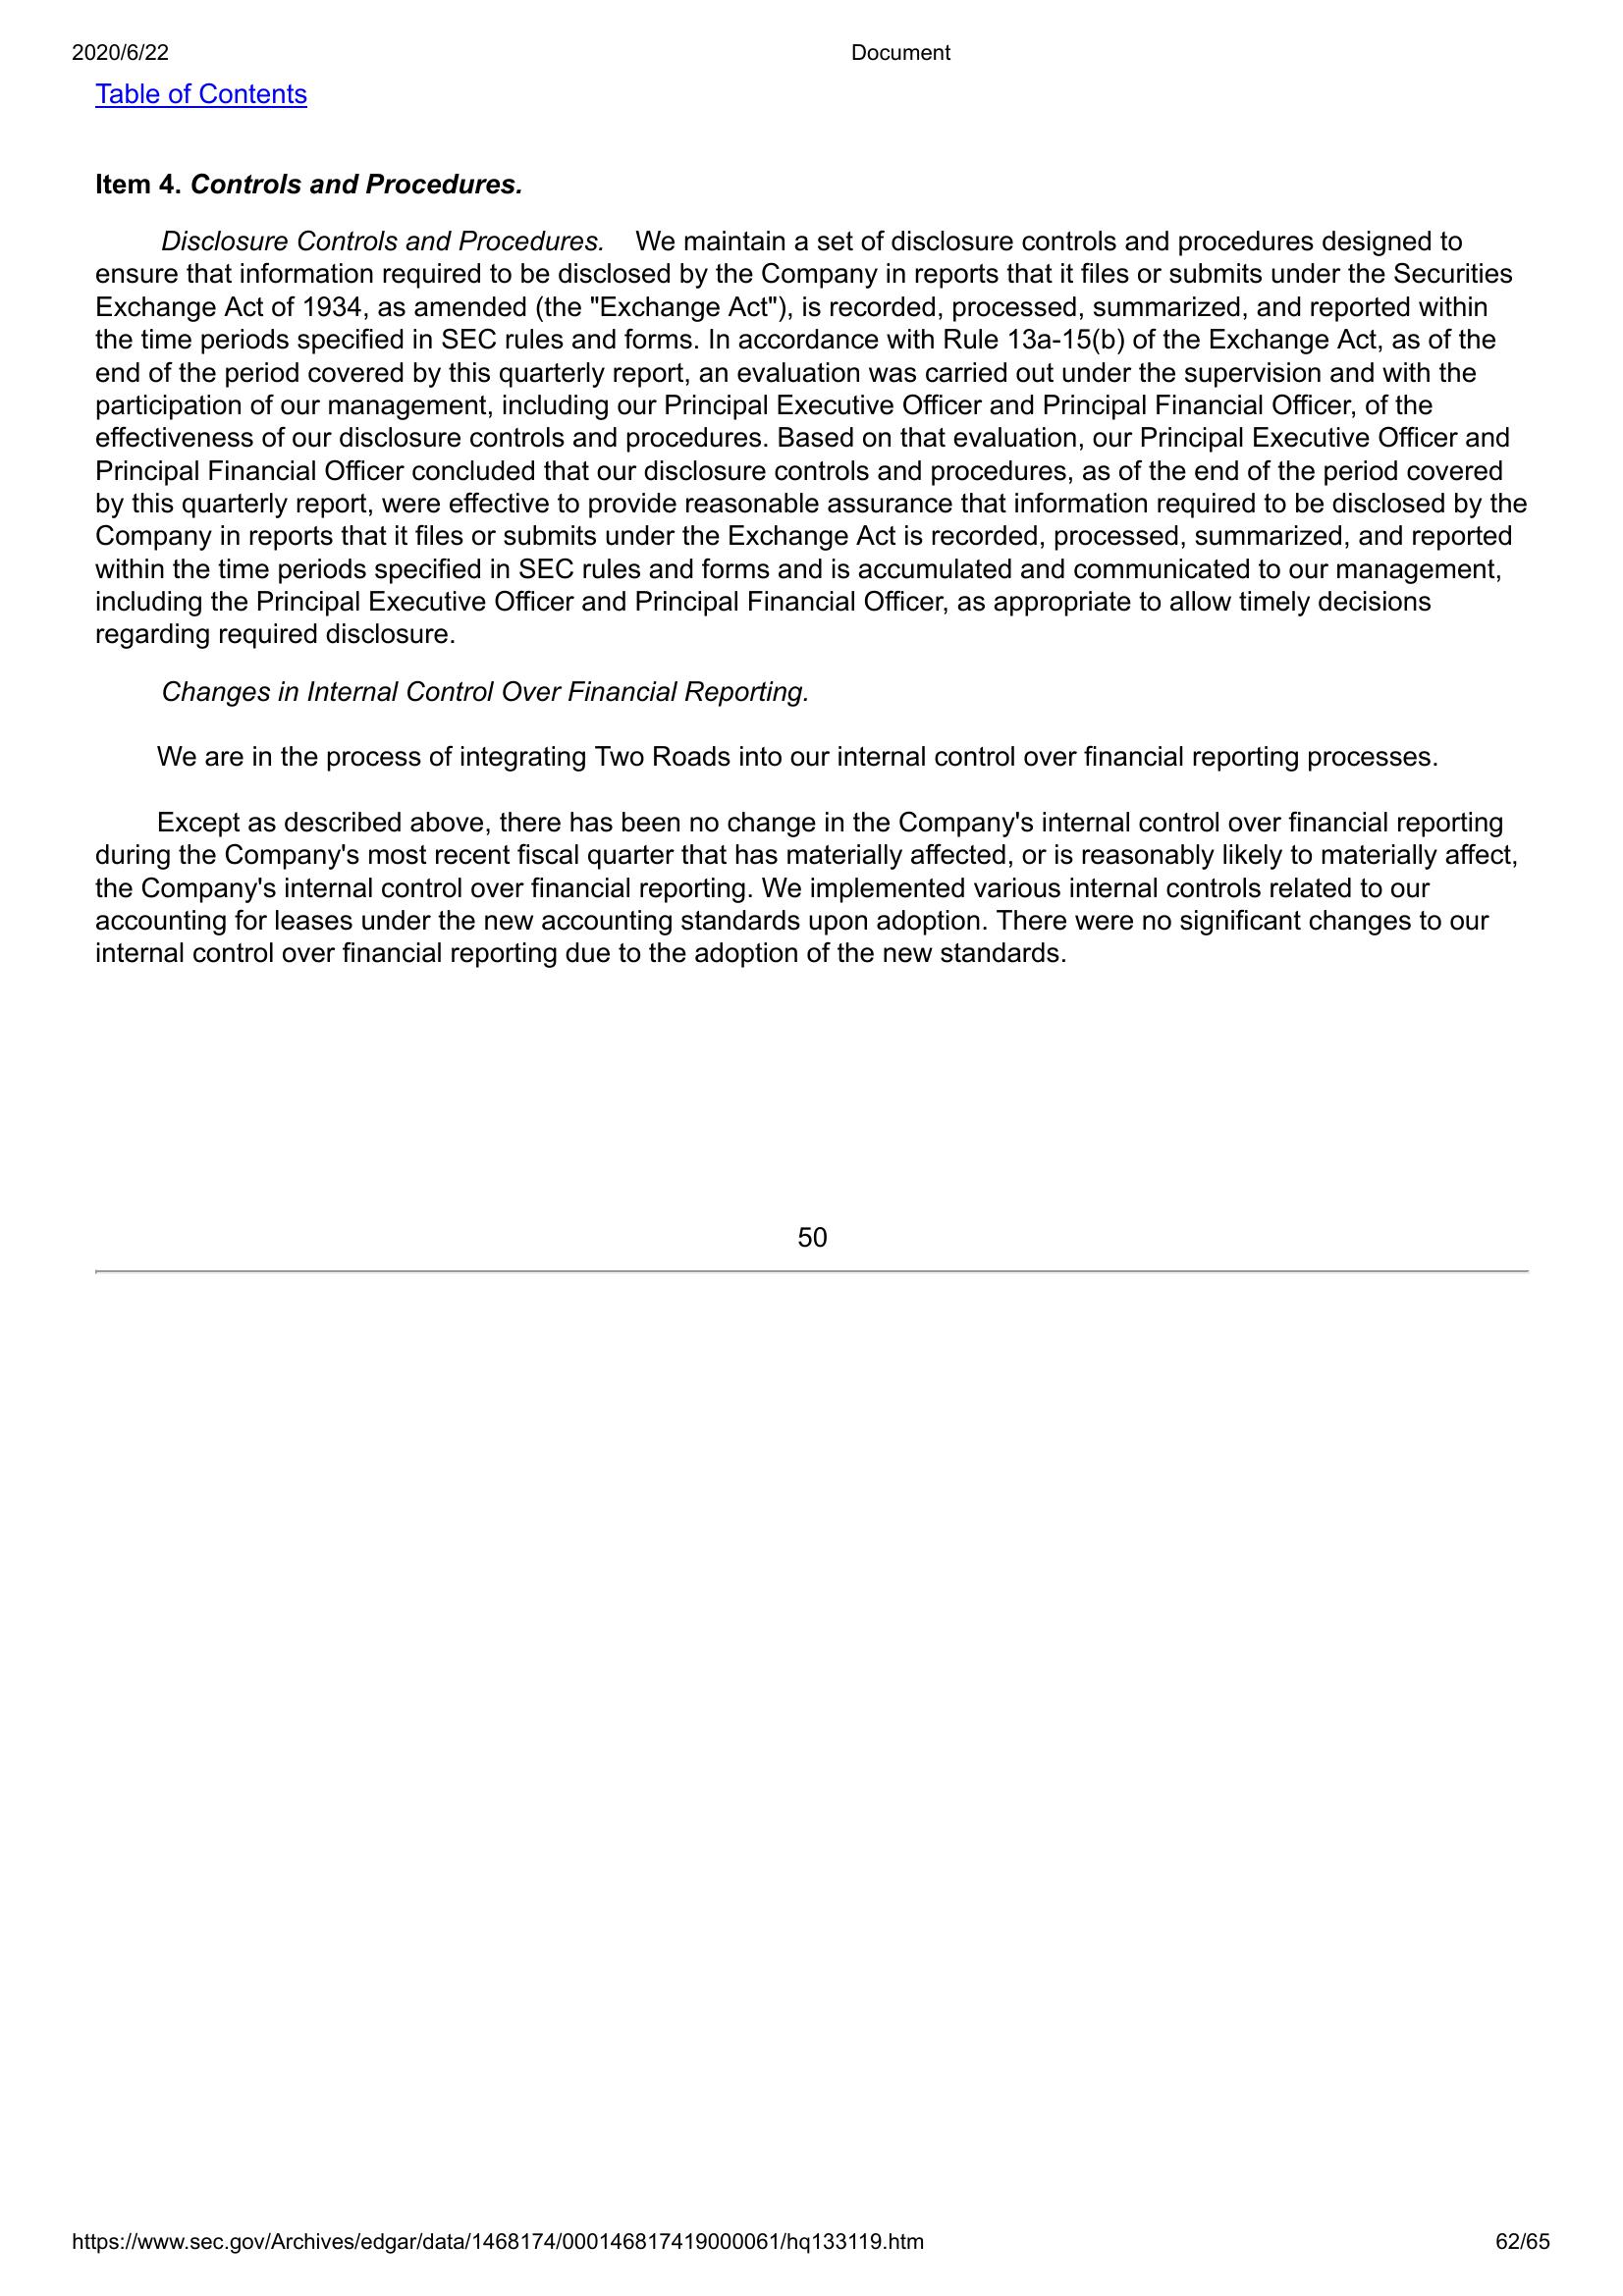 2020/6/22 Document
Table of Contents
Item 4. Controls and Procedures.
Disclosure Controls and Procedures. We maintain a set of disclosure controls and procedures designed to
ensure that information required to be disclosed by the Company in reports that it files or submits under the Securities
Exchange Act of 1934, as amended (the "Exchange Act"), is recorded, processed, summarized, and reported within
the time periods specified in SEC rules and forms. In accordance with Rule 13a-15(b) of the Exchange Act, as of the
end of the period covered by this quarterly report, an evaluation was carried out under the supervision and with the
participation of our management, including our Principal Executive Officer and Principal Financial Officer, of the
effectiveness of our disclosure controls and procedures. Based on that evaluation, our Principal Executive Officer and
Principal Financial Officer concluded that our disclosure controls and procedures, as of the end of the period covered
by this quarterly report, were effective to provide reasonable assurance that information required to be disclosed by the
Company in reports that it files or submits under the Exchange Act is recorded, processed, summarized, and reported
within the time periods specified in SEC rules and forms and is accumulated and communicated to our management,
including the Principal Executive Officer and Principal Financial Officer, as appropriate to allow timely decisions
regarding required disclosure.
Changes in Internal Control Over Financial Reporting.
We are in the process of integrating Two Roads into our internal control over financial reporting processes.
Except as described above, there has been no change in the Company's internal control over financial reporting
during the Company's most recent fiscal quarter that has materially affected, or is reasonably likely to materially affect,
the Company's internal control over financial reporting. We implemented various internal controls related to our
accounting for leases under the new accounting standards upon adoption. There were no significant changes to our
internal control over financial reporting due to the adoption of the new standards.
50
https://www.sec.gov/Archives/edgar/data/1468174/000146817419000061/hq133119.htm 62/65